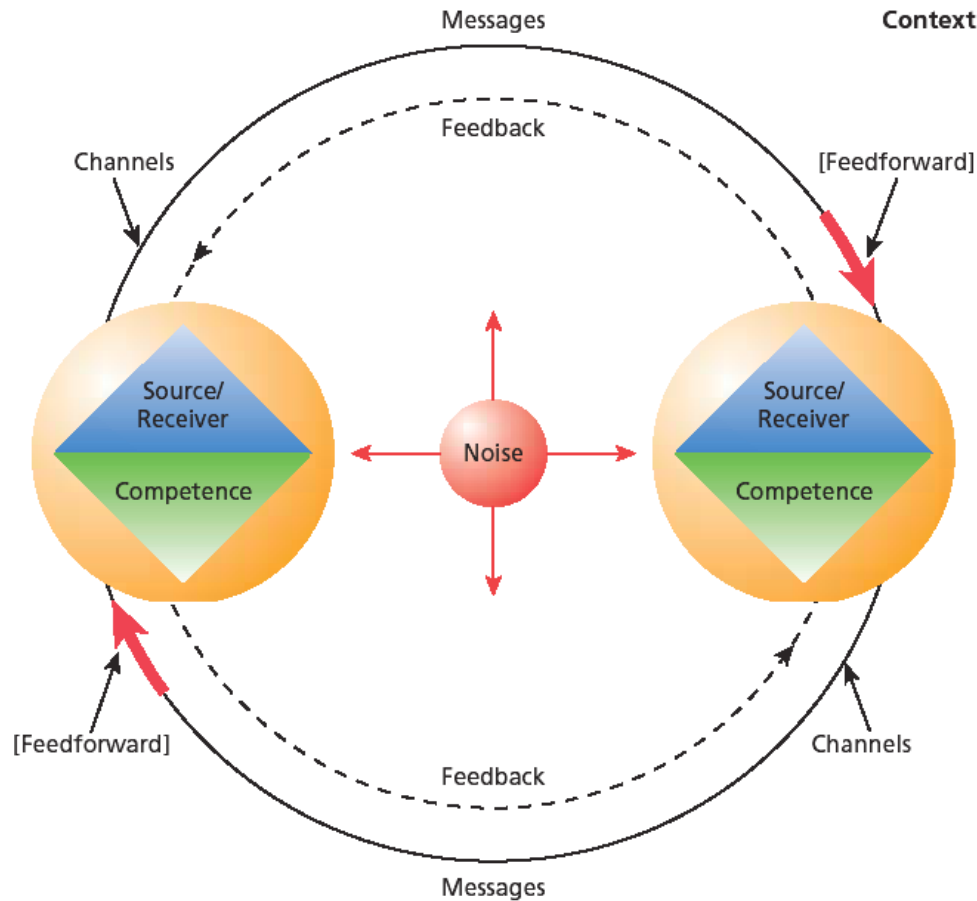 Messages
Context
Feedback
Channels
[Feedforward]
Source/
Receiver
Competence
Noise
Source/
Receiver
Competence
[Feedforward]
Channels
Feedback
Messages